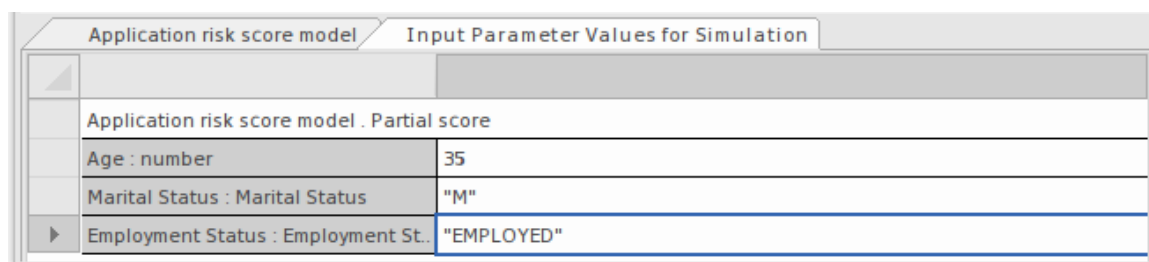 Application risk score model Input Parameter Values for Simulation
Application risk score model . Partial score
Age : number 35
Marital Status : Marital Status "M"
Employment Status : Employment St.. "EMPLOYED"